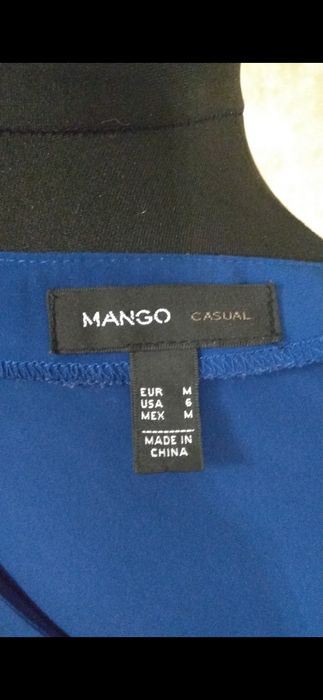 MANGO CASUAL
EUR M
USA 6
MEX M
MADE IN
CHINA